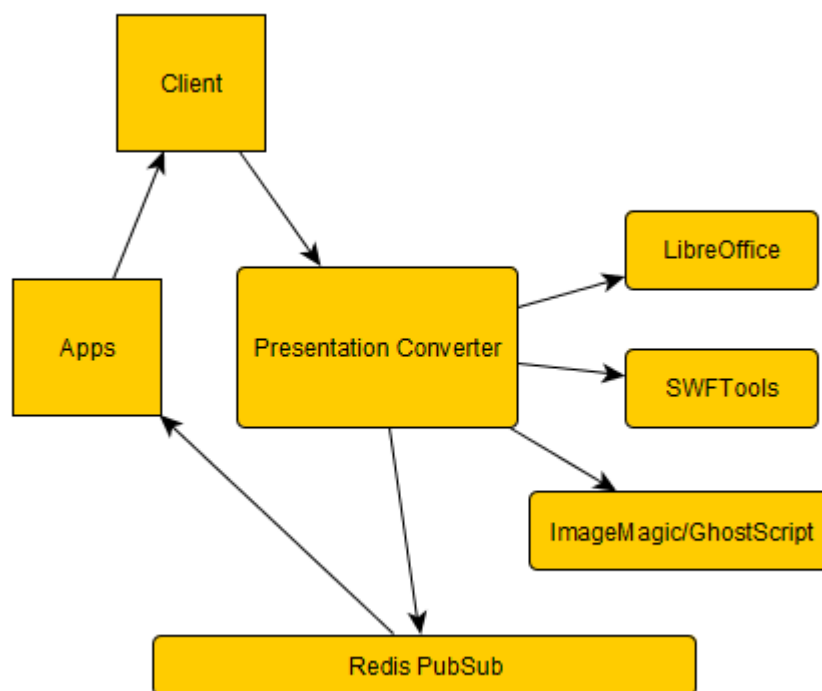 Client
LibreOffice
Apps
Presentation Converter
SWFTools
ImageMagic/GhostScript
Redis PubSub